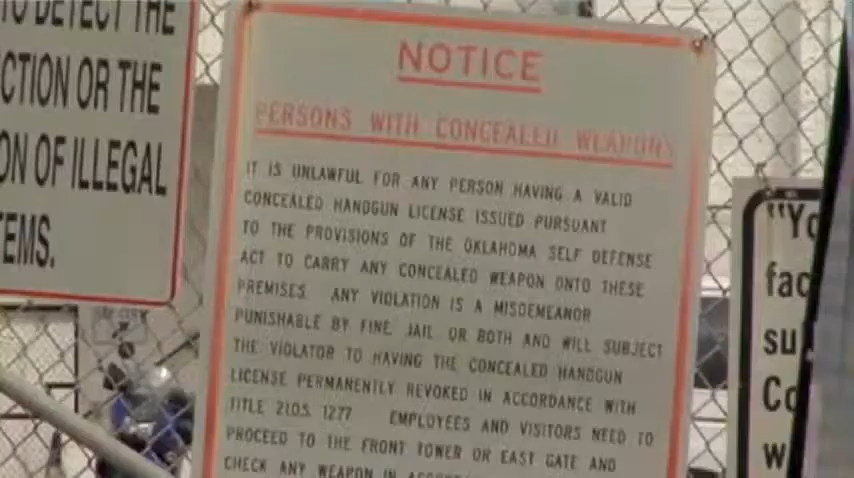 TO DETECT THE
CTION OR THE
ON OF ILLEGAL
TEMS.
NOTICE
PERSONS WITH CONCEALED WEAPONS
IT IS UNLAWFUL FOR ANY PERSON HAVING A VALID
CONCEALED HANDGUN LICENSE ISSUED PURSUANT
TO THE PROVISIONS OF THE OKLAHOMA SELF DEFENSE
ACT TO CARRY ANY CONCEALED WEAPON ONTO THESE
PREMISES. ANY VIOLATION IS A MISDEMEANOR
PUNISHABLE BY FINE, JAIL OR BOTH AND WILL SUBJECT
THE VIOLATOR TO HAVING THE CONCEALED HANDGUN
LICENSE PERMANENTLY REVOKED IN ACCORDANCE WITH
TITLE 21O.S. 1277 EMPLOYEES AND VISITORS NEED TO
PROCEED TO THE FRONT TOWER OR EAST GATE AND
CHECK ANY WEAPON IN
"Yo
fac
su
Co
w